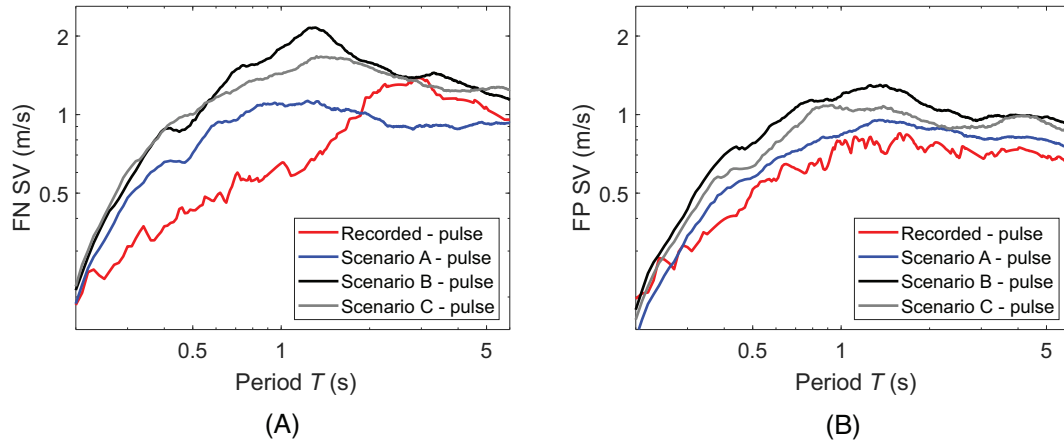 FN SV (m/s)
2
1
0.5
Recorded - pulse
Scenario A - pulse
Scenario B - pulse
Scenario C - pulse
0.5
1
5
Period T (s)
(A)
FP SV (m/s)
2
1
0.5
Recorded - pulse
Scenario A - pulse
Scenario B - pulse
Scenario C - pulse
0.5
1
5
Period T (s)
(B)